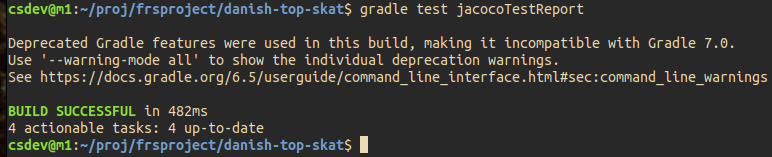 csdev@m1:~/proj/frsproject/danish-top-skat$ gradle test jacocoTestReport
Deprecated Gradle features were used in this build, making it incompatible with Gradle 7.0.
Use '--warning-mode all' to show the individual deprecation warnings.
See https://docs.gradle.org/6.5/userguide/command_line_interface.html#sec:command_line_warnings
BUILD SUCCESSFUL in 482ms
4 actionable tasks: 4 up-to-date
csdev@m1:~/proj/frsproject/danish-top-skat$